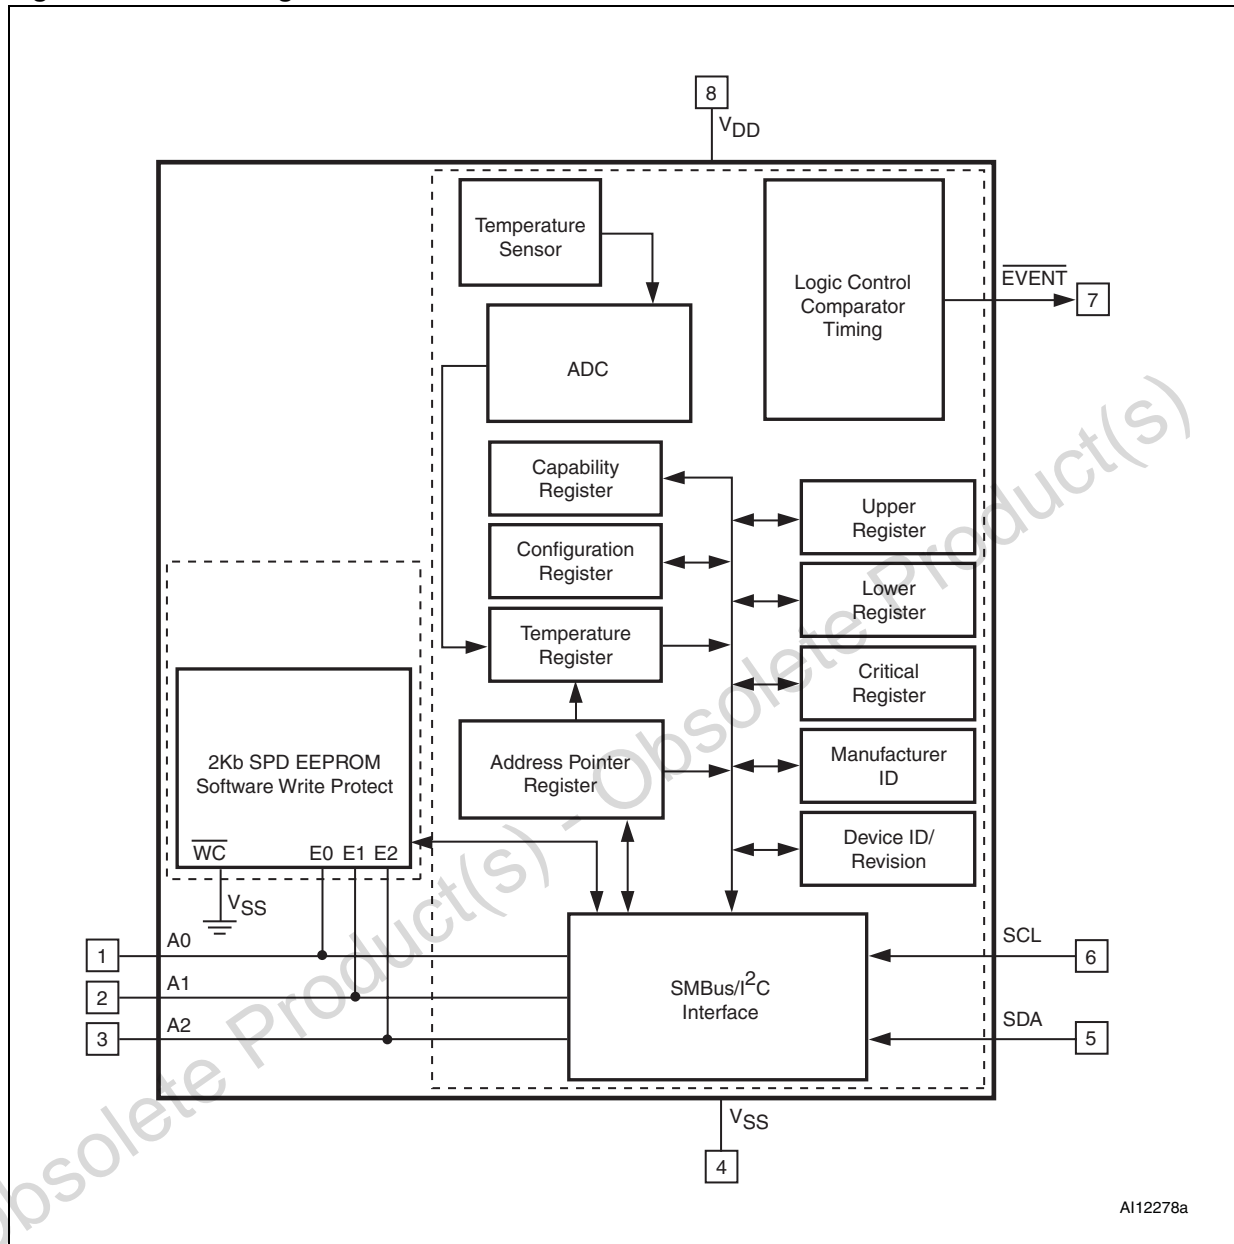 8
VDD
Temperature
Sensor
Logic Control
Comparator
Timing
EVENT
7
ADC
Capability
Register
Upper
Register
Configuration
Register
Lower
Register
Temperature
Register
Critical
Register
2Kb SPD EEPROM
Software Write Protect
Address Pointer
Register
Manufacturer
ID
WC
E0 E1 E2
Device ID/
Revision
VSS
1
A0
SCL
6
2
A1
SMBus/I2C
Interface
3
A2
SDA
5
VSS
4
AI12278a
Obsolete Product(s) - Obsolete Product(s)